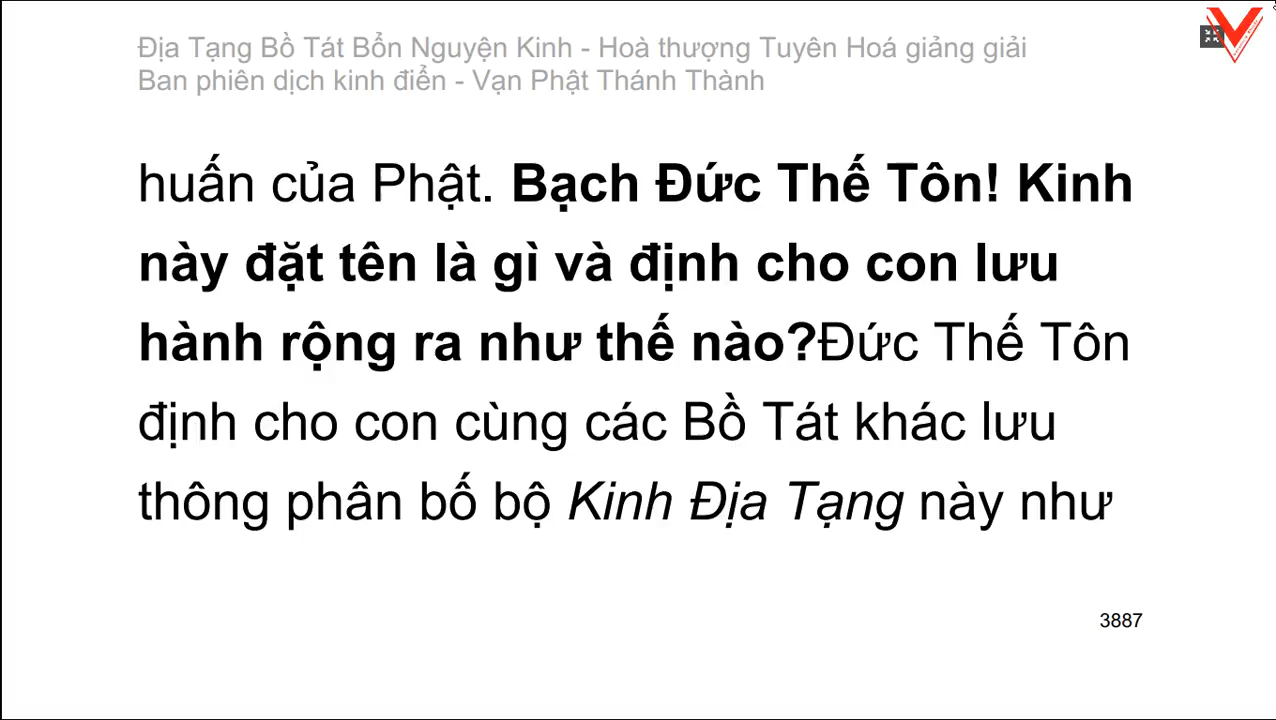 Địa Tạng Bồ Tát Bổn Nguyện Kinh - Hoà thượng Tuyên Hoá giảng giải
Ban phiên dịch kinh điển - Vạn Phật Thánh Thành
huấn của Phật. Bạch Đức Thế Tôn! Kinh
này đặt tên là gì và định cho con lưu
hành rộng ra như thế nào?Đức Thế Tôn
định cho con cùng các Bồ Tát khác lưu
thông phân bố bộ Kinh Địa Tạng này như
3887